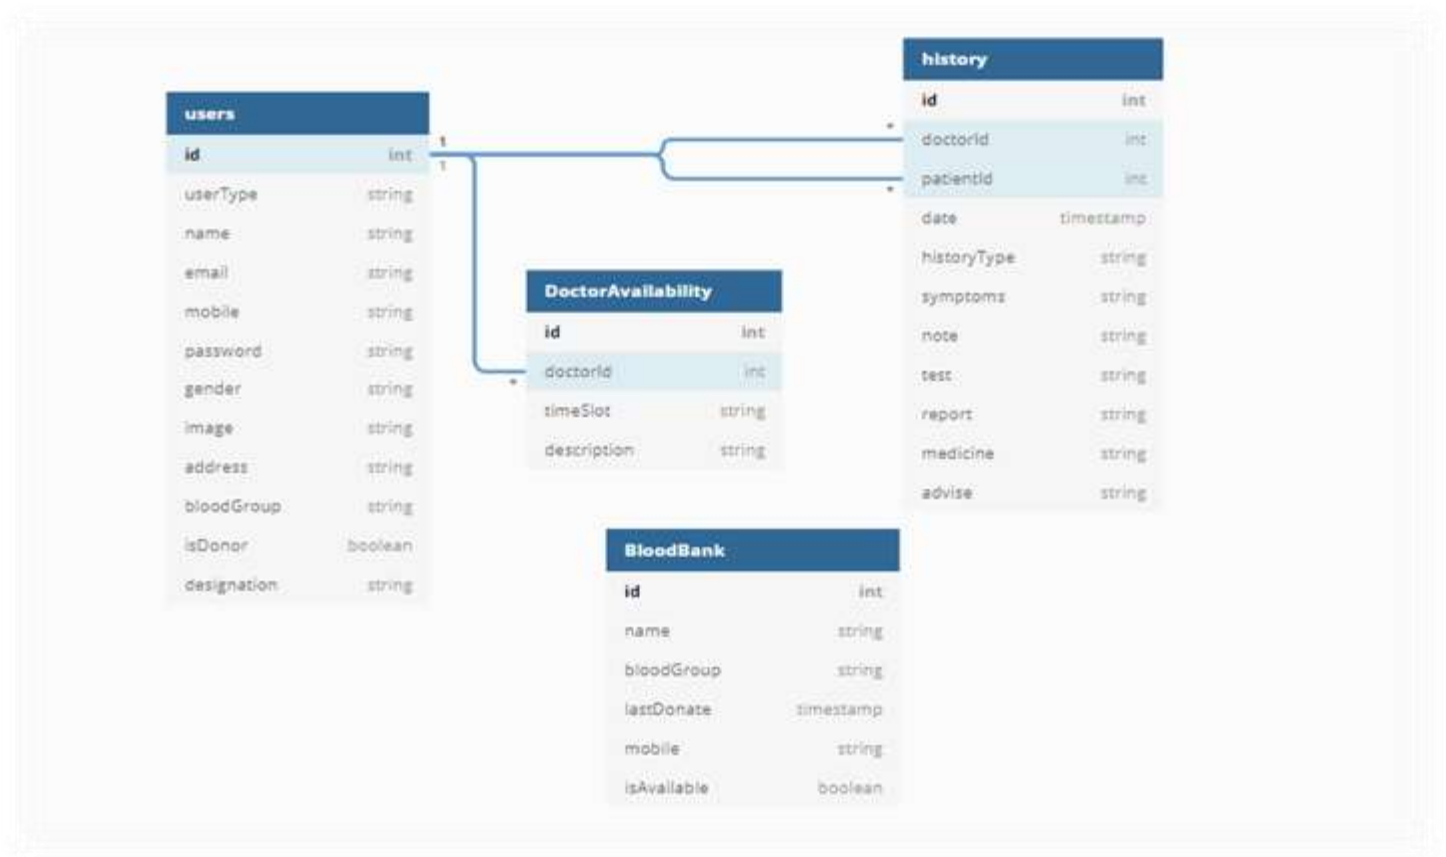 users
id int
userType string
name string
email string
mobile string
password string
gender string
image string
address string
bloodGroup string
isDonor boolean
designation string
1
1
*
*
*
history
id int
doctorId int
patientId int
date timestamp
historyType string
symptoms string
note string
test string
report string
medicine string
advise string
DoctorAvailability
id int
doctorId int
timeSlot string
description string
BloodBank
id int
name string
bloodGroup string
lastDonate timestamp
mobile string
isAvailable boolean